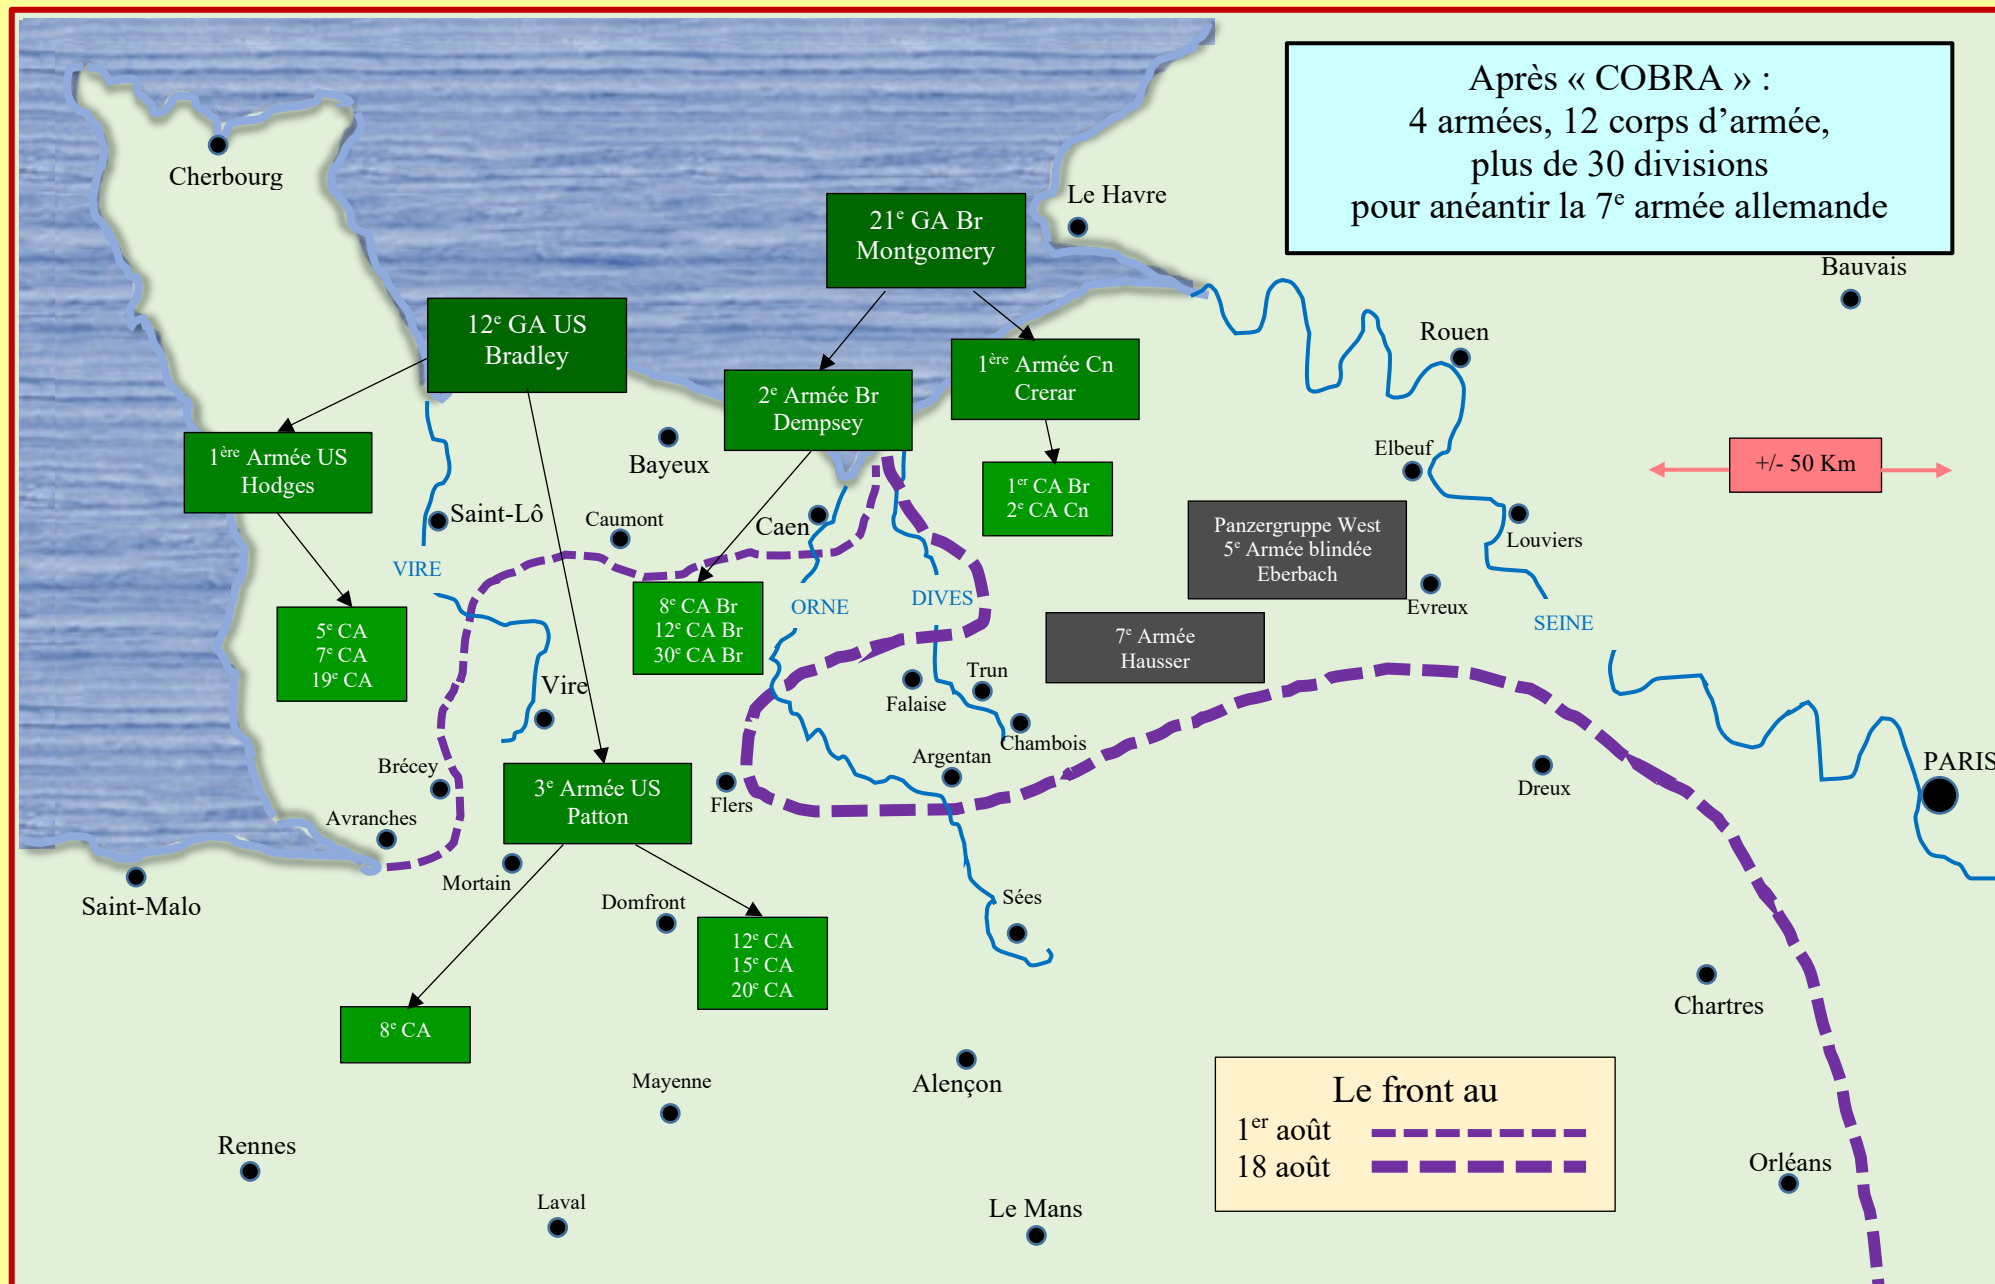 Après « COBRA » :
4 armées, 12 corps d’armée,
plus de 30 divisions
pour anéantir la 7e armée allemande
Cherbourg
Le Havre
21e GA Br
Montgomery
Bauvais
12e GA US
Bradley
Rouen
1ère Armée Cn
Crerar
2e Armée Br
Dempsey
1ère Armée US
Hodges
Bayeux
Elbeuf
+/- 50 Km
1er CA Br
2e CA Cn
Saint-Lô
Caumont
Caen
Panzergruppe West
5e Armée blindée
Eberbach
Louviers
VIRE
8e CA Br
12e CA Br
30e CA Br
ORNE
DIVES
Evreux
SEINE
5e CA
7e CA
19e CA
7e Armée
Hausser
Vire
Falaise
Trun
Chambois
Argentan
Brécey
3e Armée US
Patton
Flers
Dreux
PARIS
Avranches
Mortain
Saint-Malo
Domfront
Sées
12e CA
15e CA
20e CA
8e CA
Chartres
Mayenne
Alençon
Le front au
1er août
18 août
Rennes
Orléans
Laval
Le Mans